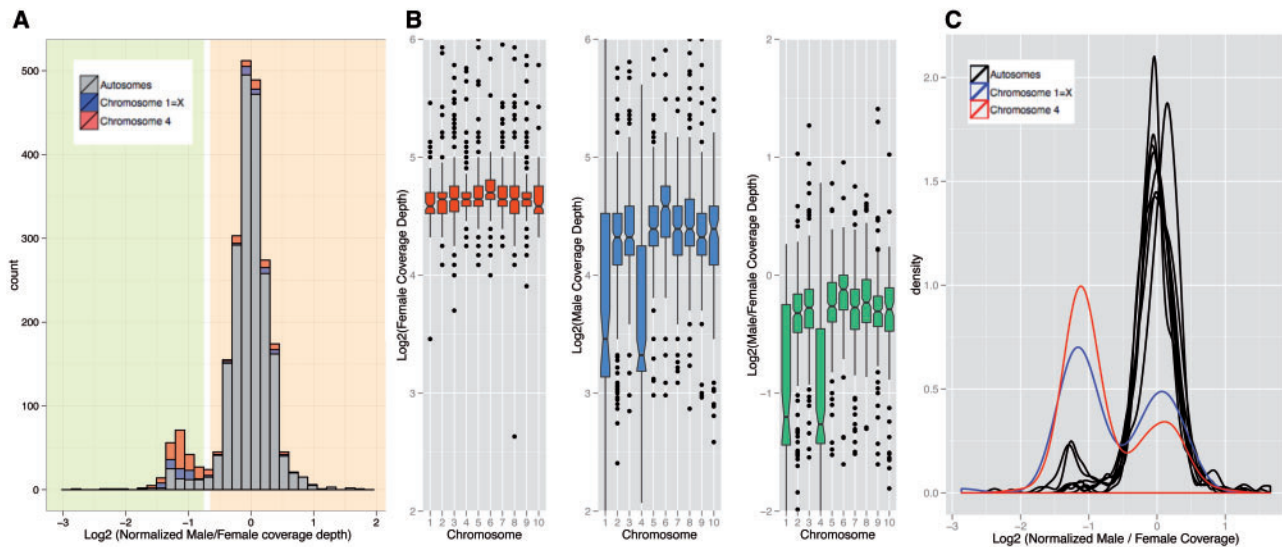 A
500
400
300
200
100
0
count
Autosomes
Chromosome 1=X
Chromosome 4
-3
-2
-1
0
1
2
Log2 (Normalized Male/Female coverage depth)
B
6
5
4
3
2
Log2(Female Coverage Depth)
1 2 3 4 5 6 7 8 9 10
Chromosome
6
5
4
3
2
Log2(Male Coverage Depth)
1 2 3 4 5 6 7 8 9 10
Chromosome
2
1
0
−1
−2
Log2(Male/Female Coverage Depth)
1 2 3 4 5 6 7 8 9 10
Chromosome
C
2.0
1.5
1.0
0.5
0.0
density
Autosomes
Chromosome 1=X
Chromosome 4
−3
−2
−1
0
1
Log2 (Normalized Male / Female Coverage)